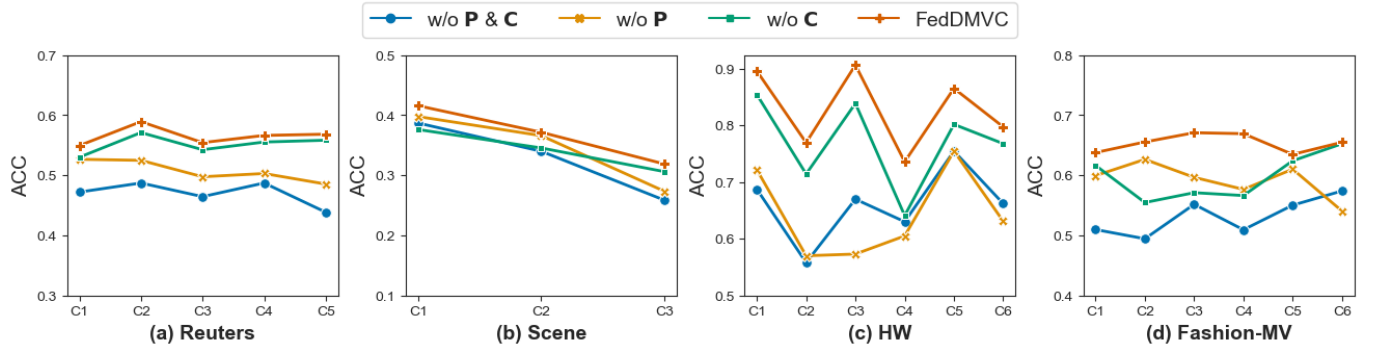 w/o P & C w/o P w/o C FedDMVC
ACC
0.7
0.6
0.5
0.4
0.3
C1 C2 C3 C4 C5
(a) Reuters
ACC
0.5
0.4
0.3
0.2
0.1
C1 C2 C3
(b) Scene
ACC
0.9
0.8
0.7
0.6
0.5
C1 C2 C3 C4 C5 C6
(c) HW
ACC
0.8
0.7
0.6
0.5
0.4
C1 C2 C3 C4 C5 C6
(d) Fashion-MV